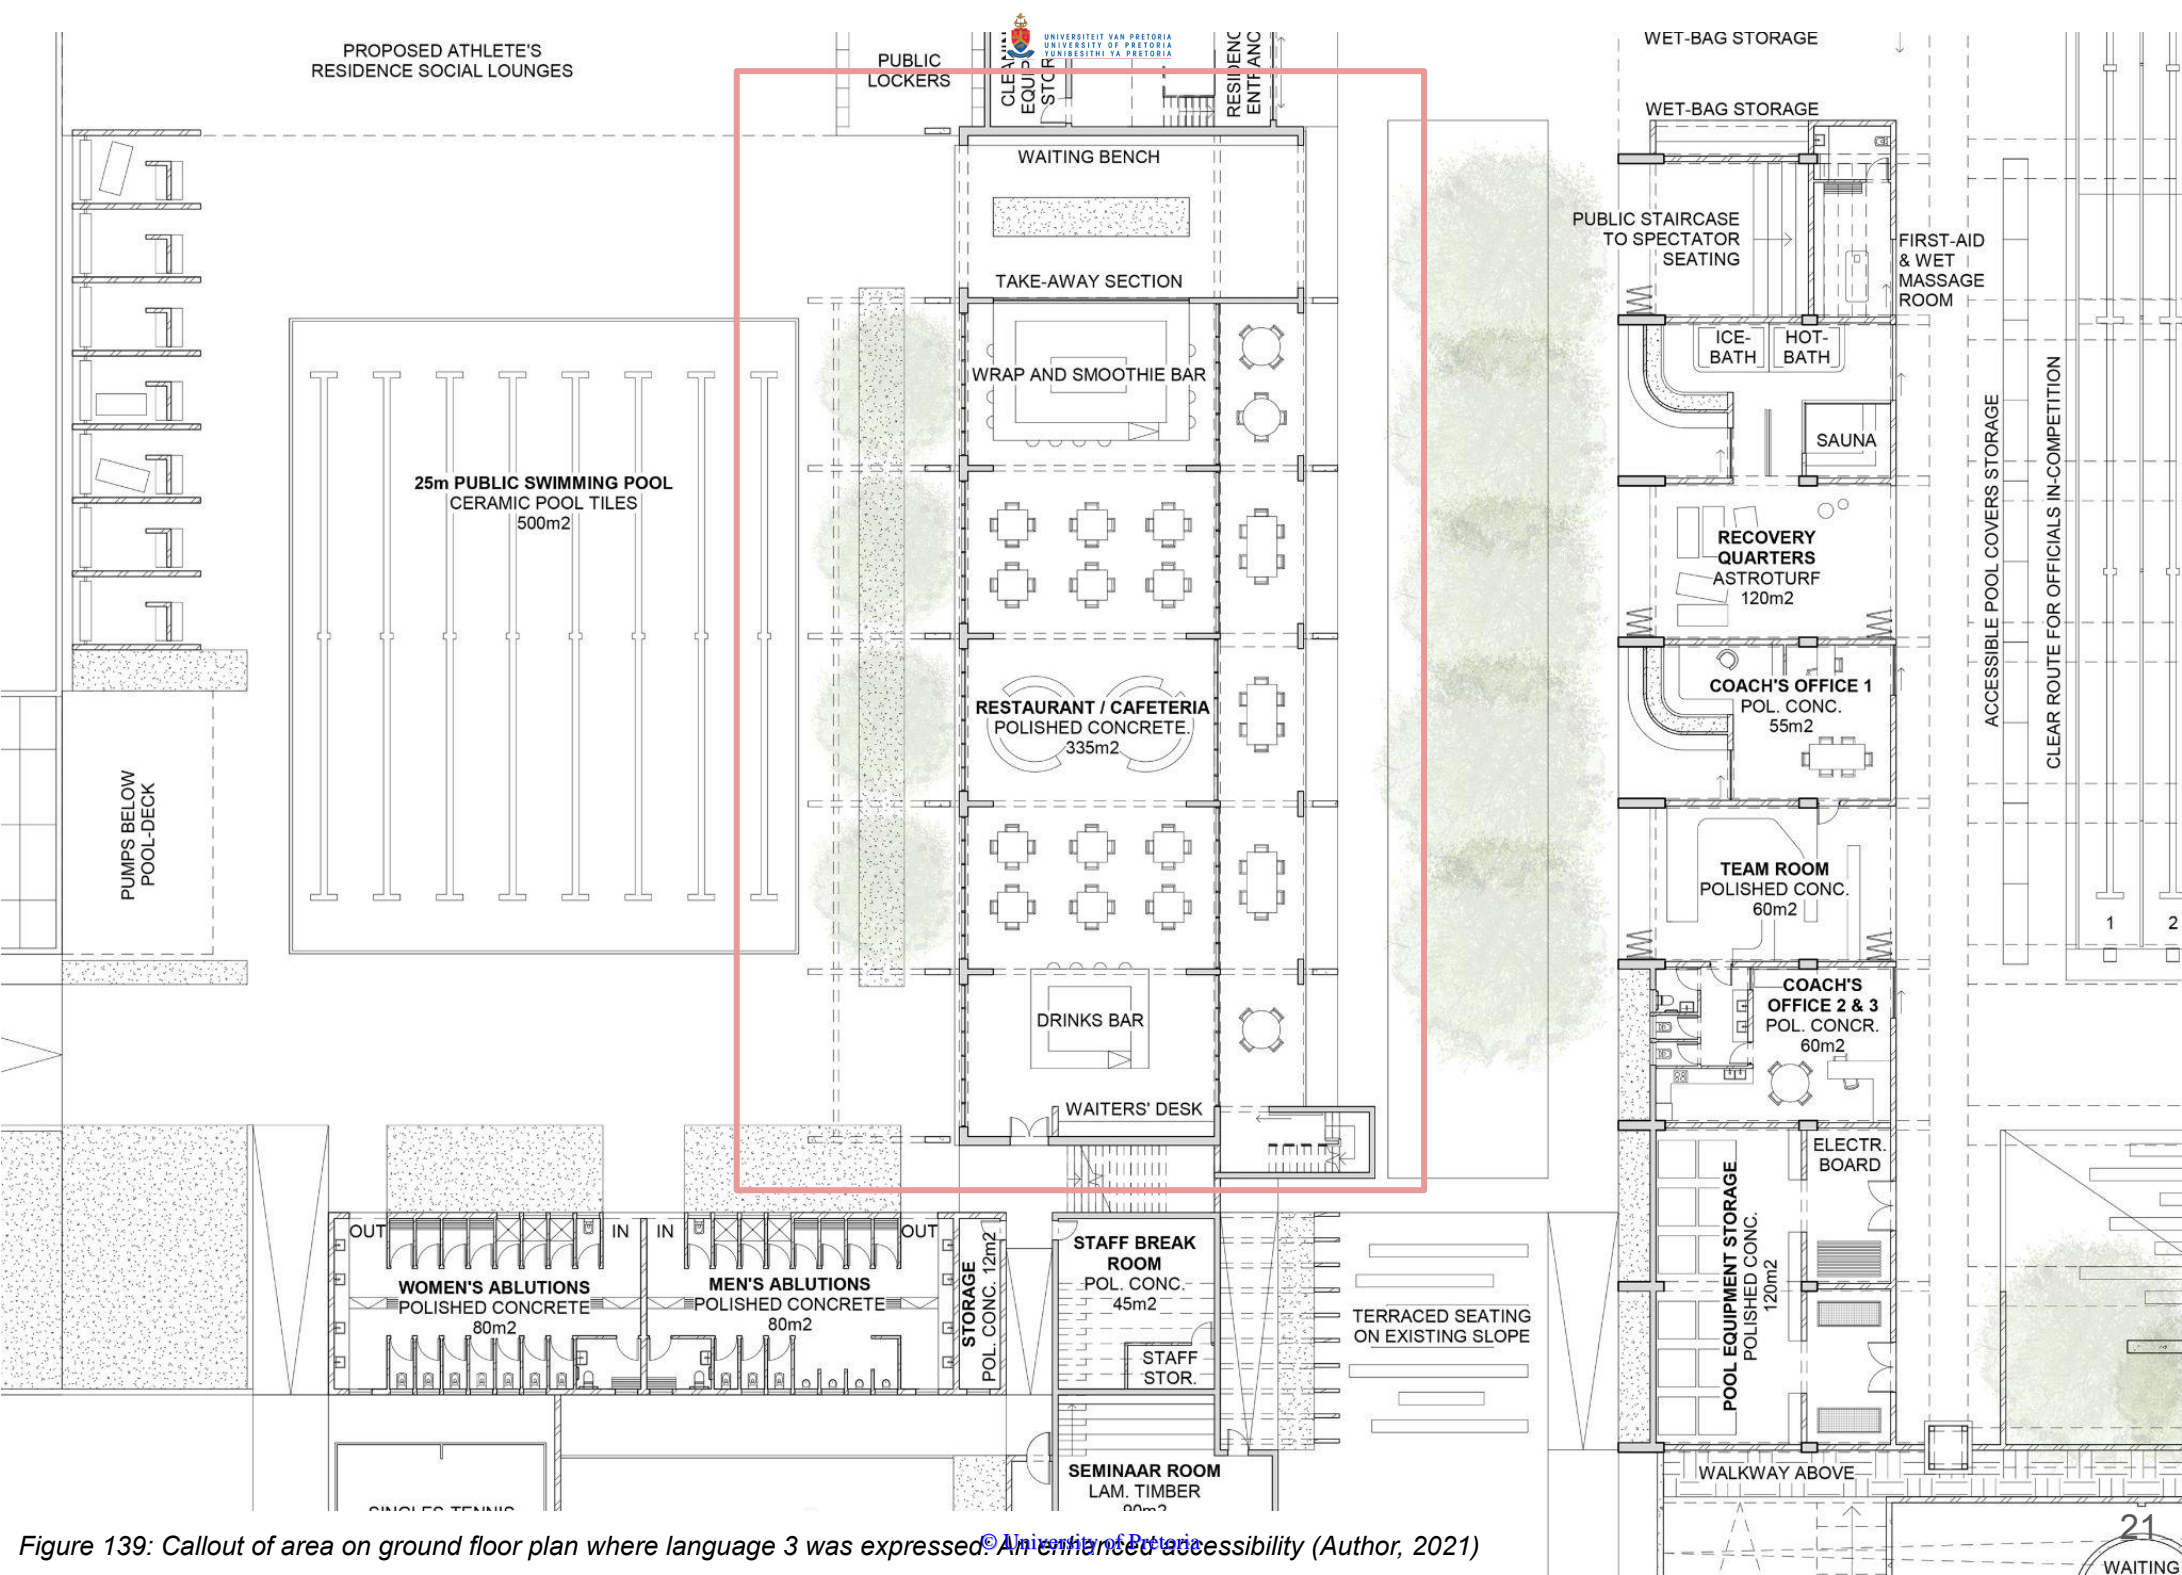 UNIVERSITEIT VAN PRETORIA
UNIVERSITY OF PRETORIA
YUNIBESITHI YA PRETORIA
PROPOSED ATHLETE'S
RESIDENCE SOCIAL LOUNGES
PUBLIC
LOCKERS
WET-BAG STORAGE
WET-BAG STORAGE
WAITING BENCH
TAKE-AWAY SECTION
WRAP AND SMOOTHIE BAR
PUBLIC STAIRCASE
TO SPECTATOR
SEATING
FIRST-AID
& WET
MASSAGE
ROOM
ICE-
BATH
HOT-
BATH
SAUNA
25m PUBLIC SWIMMING POOL
CERAMIC POOL TILES
500m2
RECOVERY
QUARTERS
ASTROTURF
120m2
ACCESSIBLE POOL COVERS STORAGE
CLEAR ROUTE FOR OFFICIALS IN-COMPETITION
RESTAURANT / CAFETERIA
POLISHED CONCRETE.
335m2
COACH'S OFFICE 1
POL. CONC.
55m2
PUMPS BELOW
POOL-DECK
TEAM ROOM
POLISHED CONC.
60m2
1
2
DRINKS BAR
COACH'S
OFFICE 2 & 3
POL. CONCR.
60m2
WAITERS' DESK
ELECTR.
BOARD
POOL EQUIPMENT STORAGE
POLISHED CONC.
120m2
OUT
IN
IN
OUT
WOMEN'S ABLUTIONS
POLISHED CONCRETE
80m2
MEN'S ABLUTIONS
POLISHED CONCRETE
80m2
STORAGE
POL. CONC. 12m2
STAFF BREAK
ROOM
POL. CONC.
45m2
STAFF
STOR.
TERRACED SEATING
ON EXISTING SLOPE
SEMINAAR ROOM
LAM. TIMBER
90m2
WALKWAY ABOVE
WAITING
21
Figure 139: Callout of area on ground floor plan where language 3 was expressed: An enhanced accessibility (Author, 2021)
© University of Pretoria